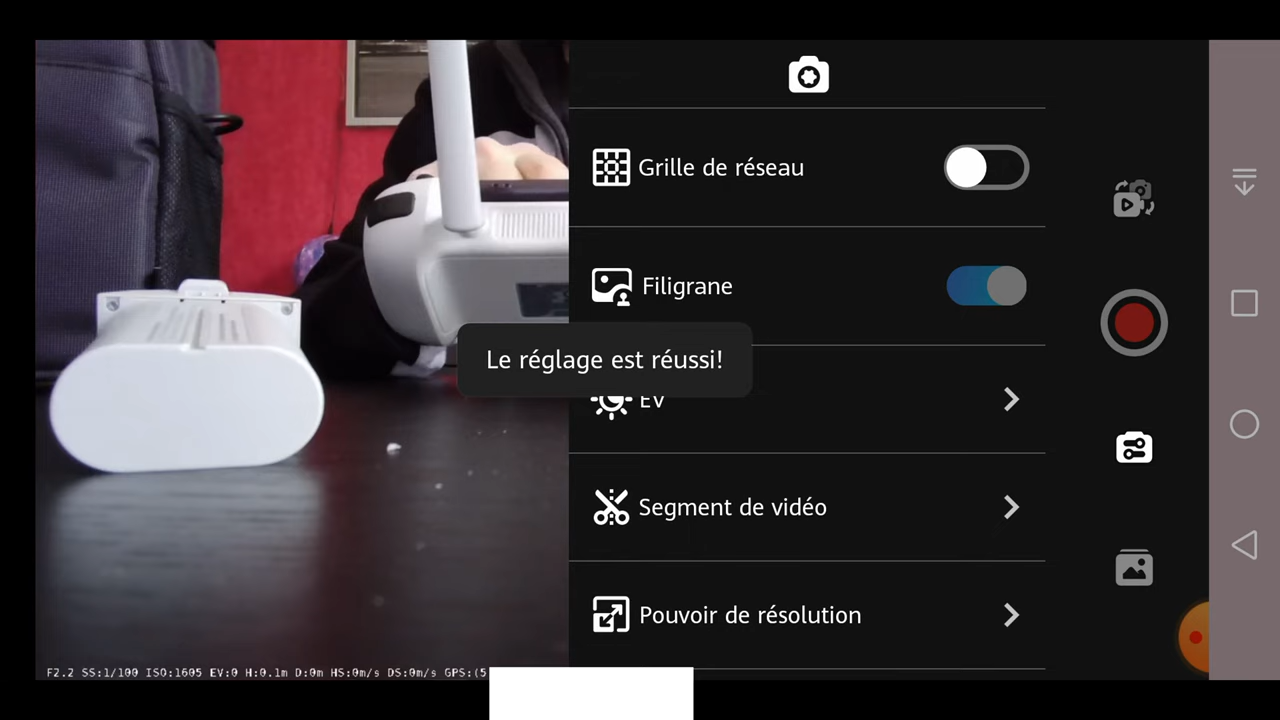 Grille de réseau
Filigrane
Le réglage est réussi!
EV
Segment de vidéo
Pouvoir de résolution
F2.2 SS:1/100 ISO:1605 EV:0 H:0.1m D:0m HS:0m/s DS:0m/s GPS:(5